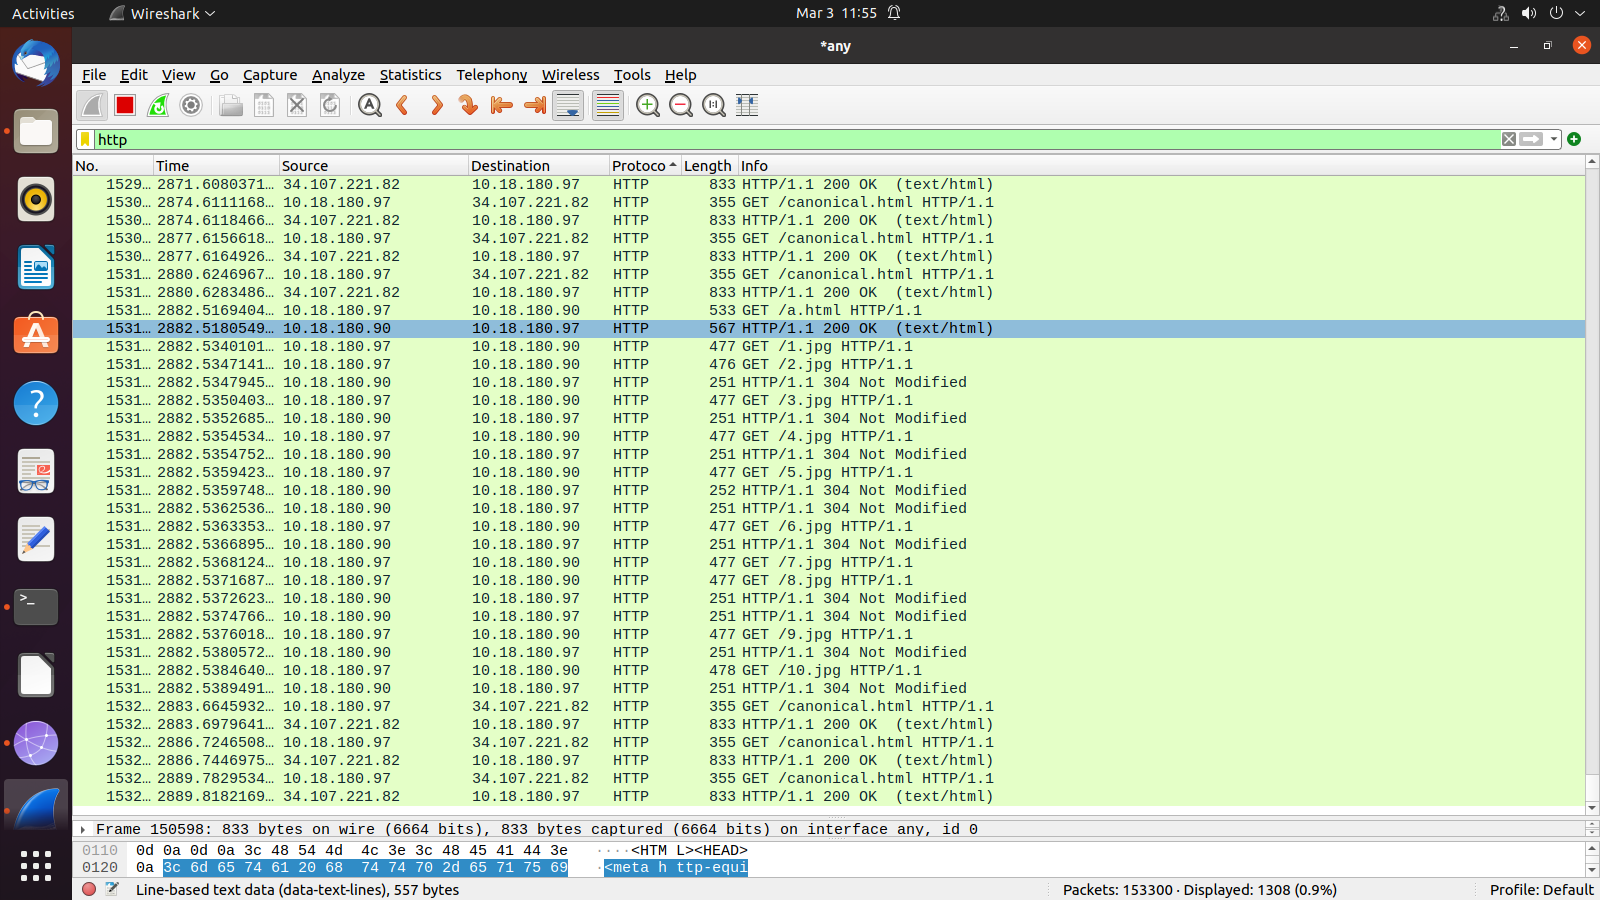 Activities Wireshark Mar 3 11:55
*any
File Edit View Go Capture Analyze Statistics Telephony Wireless Tools Help
http
No. Time Source Destination Protoco Length Info
1529… 2871.6080371… 34.107.221.82 10.18.180.97 HTTP 833 HTTP/1.1 200 OK (text/html)
1530… 2874.6111168… 10.18.180.97 34.107.221.82 HTTP 355 GET /canonical.html HTTP/1.1
1530… 2874.6118466… 34.107.221.82 10.18.180.97 HTTP 833 HTTP/1.1 200 OK (text/html)
1530… 2877.6156618… 10.18.180.97 34.107.221.82 HTTP 355 GET /canonical.html HTTP/1.1
1530… 2877.6164926… 34.107.221.82 10.18.180.97 HTTP 833 HTTP/1.1 200 OK (text/html)
1531… 2880.6246967… 10.18.180.97 34.107.221.82 HTTP 355 GET /canonical.html HTTP/1.1
1531… 2880.6283486… 34.107.221.82 10.18.180.97 HTTP 833 HTTP/1.1 200 OK (text/html)
1531… 2882.5169404… 10.18.180.97 10.18.180.90 HTTP 533 GET /a.html HTTP/1.1
1531… 2882.5180549… 10.18.180.90 10.18.180.97 HTTP 567 HTTP/1.1 200 OK (text/html)
1531… 2882.5340101… 10.18.180.97 10.18.180.90 HTTP 477 GET /1.jpg HTTP/1.1
1531… 2882.5347141… 10.18.180.97 10.18.180.90 HTTP 476 GET /2.jpg HTTP/1.1
1531… 2882.5347945… 10.18.180.90 10.18.180.97 HTTP 251 HTTP/1.1 304 Not Modified
1531… 2882.5350403… 10.18.180.97 10.18.180.90 HTTP 477 GET /3.jpg HTTP/1.1
1531… 2882.5352685… 10.18.180.90 10.18.180.97 HTTP 251 HTTP/1.1 304 Not Modified
1531… 2882.5354534… 10.18.180.97 10.18.180.90 HTTP 477 GET /4.jpg HTTP/1.1
1531… 2882.5354752… 10.18.180.90 10.18.180.97 HTTP 251 HTTP/1.1 304 Not Modified
1531… 2882.5359423… 10.18.180.97 10.18.180.90 HTTP 477 GET /5.jpg HTTP/1.1
1531… 2882.5359748… 10.18.180.90 10.18.180.97 HTTP 252 HTTP/1.1 304 Not Modified
1531… 2882.5362536… 10.18.180.90 10.18.180.97 HTTP 251 HTTP/1.1 304 Not Modified
1531… 2882.5363353… 10.18.180.97 10.18.180.90 HTTP 477 GET /6.jpg HTTP/1.1
1531… 2882.5366895… 10.18.180.90 10.18.180.97 HTTP 251 HTTP/1.1 304 Not Modified
1531… 2882.5368124… 10.18.180.97 10.18.180.90 HTTP 477 GET /7.jpg HTTP/1.1
1531… 2882.5371687… 10.18.180.97 10.18.180.90 HTTP 477 GET /8.jpg HTTP/1.1
1531… 2882.5372623… 10.18.180.90 10.18.180.97 HTTP 251 HTTP/1.1 304 Not Modified
1531… 2882.5374766… 10.18.180.90 10.18.180.97 HTTP 251 HTTP/1.1 304 Not Modified
1531… 2882.5376018… 10.18.180.97 10.18.180.90 HTTP 477 GET /9.jpg HTTP/1.1
1531… 2882.5380572… 10.18.180.90 10.18.180.97 HTTP 251 HTTP/1.1 304 Not Modified
1531… 2882.5384640… 10.18.180.97 10.18.180.90 HTTP 478 GET /10.jpg HTTP/1.1
1531… 2882.5389491… 10.18.180.90 10.18.180.97 HTTP 251 HTTP/1.1 304 Not Modified
1532… 2883.6645932… 10.18.180.97 34.107.221.82 HTTP 355 GET /canonical.html HTTP/1.1
1532… 2883.6979641… 34.107.221.82 10.18.180.97 HTTP 833 HTTP/1.1 200 OK (text/html)
1532… 2886.7246508… 10.18.180.97 34.107.221.82 HTTP 355 GET /canonical.html HTTP/1.1
1532… 2886.7446975… 34.107.221.82 10.18.180.97 HTTP 833 HTTP/1.1 200 OK (text/html)
1532… 2889.7829534… 10.18.180.97 34.107.221.82 HTTP 355 GET /canonical.html HTTP/1.1
1532… 2889.8182169… 34.107.221.82 10.18.180.97 HTTP 833 HTTP/1.1 200 OK (text/html)
Frame 150598: 833 bytes on wire (6664 bits), 833 bytes captured (6664 bits) on interface any, id 0
0110 0d 0a 0d 0a 3c 48 54 4d 4c 3e 3c 48 45 41 44 3e ····<HTM L><HEAD>
0120 0a 3c 6d 65 74 61 20 68 74 74 70 2d 65 71 75 69 ·<meta h ttp-equi
Line-based text data (data-text-lines), 557 bytes Packets: 153300 · Displayed: 1308 (0.9%) Profile: Default